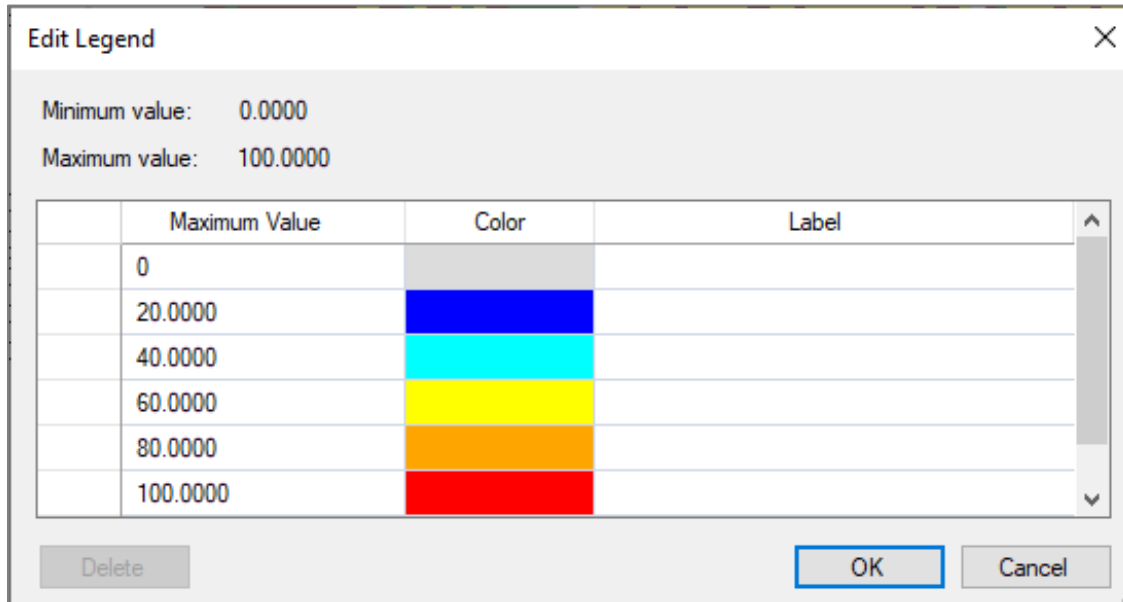 Edit Legend
Minimum value: 0.0000
Maximum value: 100.0000
Maximum Value Color Label
0
20.0000
40.0000
60.0000
80.0000
100.0000
Delete OK Cancel